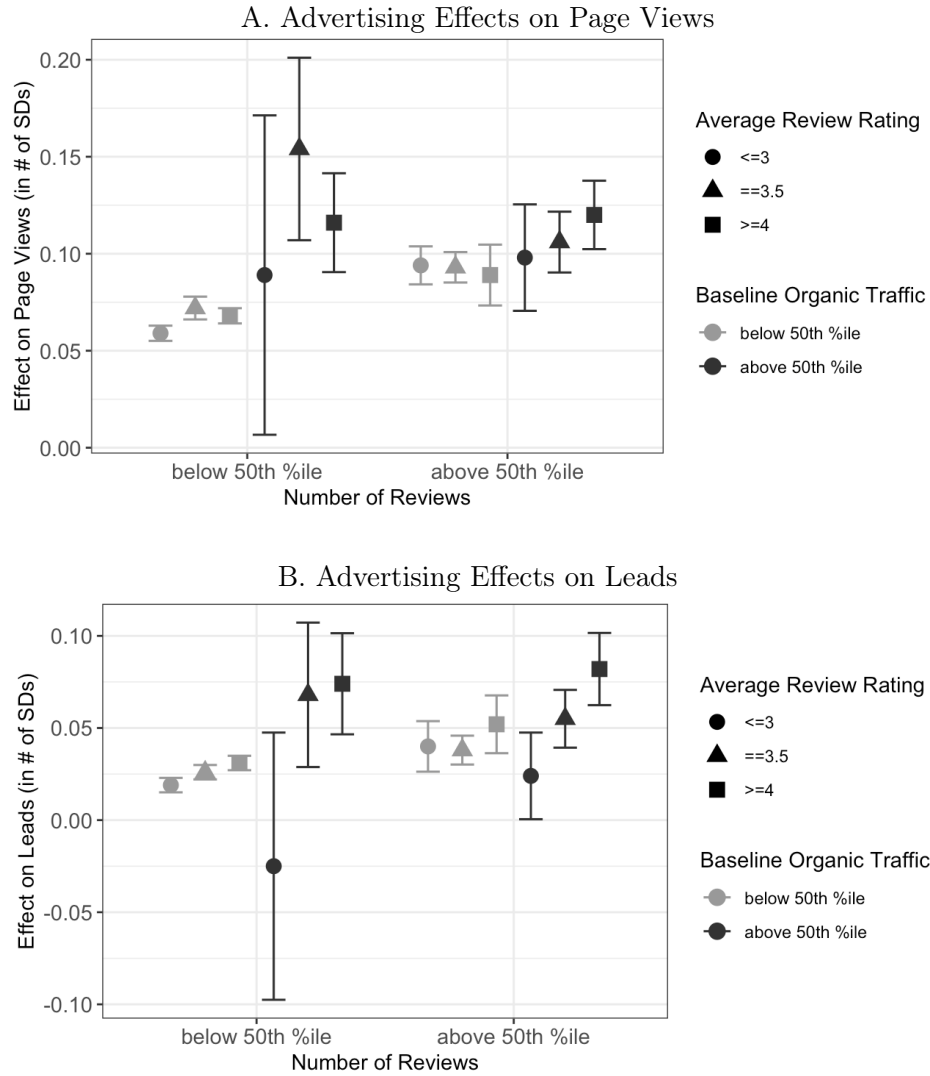 A. Advertising Effects on Page Views
Effect on Page Views (in # of SDs)
0.20
0.15
0.10
0.05
0.00
below 50th %ile
above 50th %ile
Number of Reviews
Average Review Rating
<=3
==3.5
>=4
Baseline Organic Traffic
below 50th %ile
above 50th %ile
B. Advertising Effects on Leads
Effect on Leads (in # of SDs)
0.10
0.05
0.00
-0.05
-0.10
below 50th %ile
above 50th %ile
Number of Reviews
Average Review Rating
<=3
==3.5
>=4
Baseline Organic Traffic
below 50th %ile
above 50th %ile